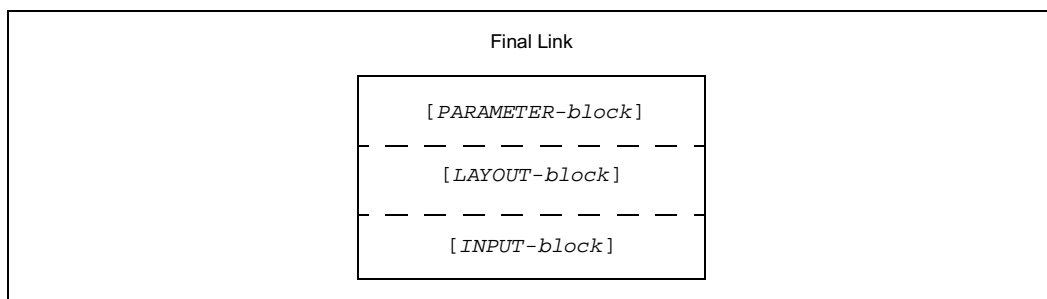 Final Link
[PARAMETER-block]
[LAYOUT-block]
[INPUT-block]